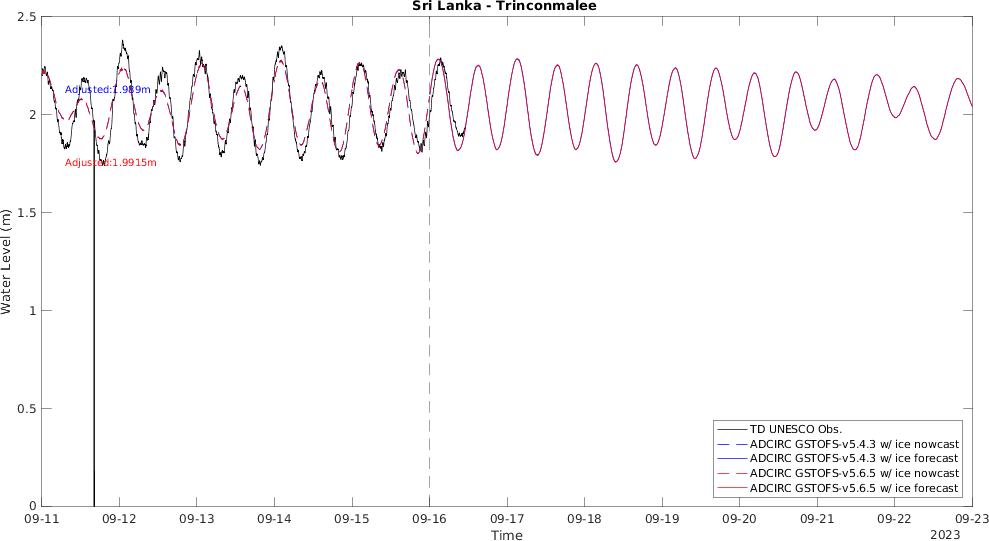 Sri Lanka - Trinconmalee
2.5
2
1.5
1
0.5
0
Water Level (m)
Adjusted:1.989m
Adjusted:1.9915m
TD UNESCO Obs.
ADCIRC GSTOFS-v5.4.3 w/ ice nowcast
ADCIRC GSTOFS-v5.4.3 w/ ice forecast
ADCIRC GSTOFS-v5.6.5 w/ ice nowcast
ADCIRC GSTOFS-v5.6.5 w/ ice forecast
09-11 09-12 09-13 09-14 09-15 09-16 09-17 09-18 09-19 09-20 09-21 09-22 09-23
Time
2023